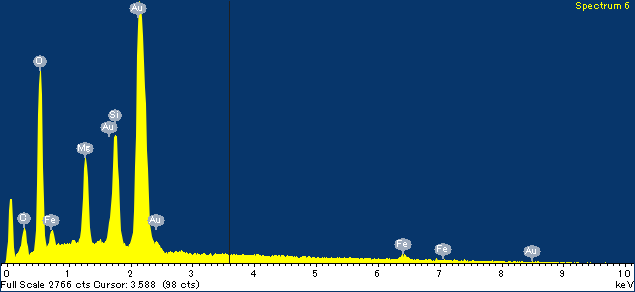 Spectrum 6
Au
O
Si
Au
Mg
C
Fe
Au
Fe
Fe
Au
0 1 2 3 4 5 6 7 8 9 10
Full Scale 2766 cts Cursor: 3.588 (98 cts) keV